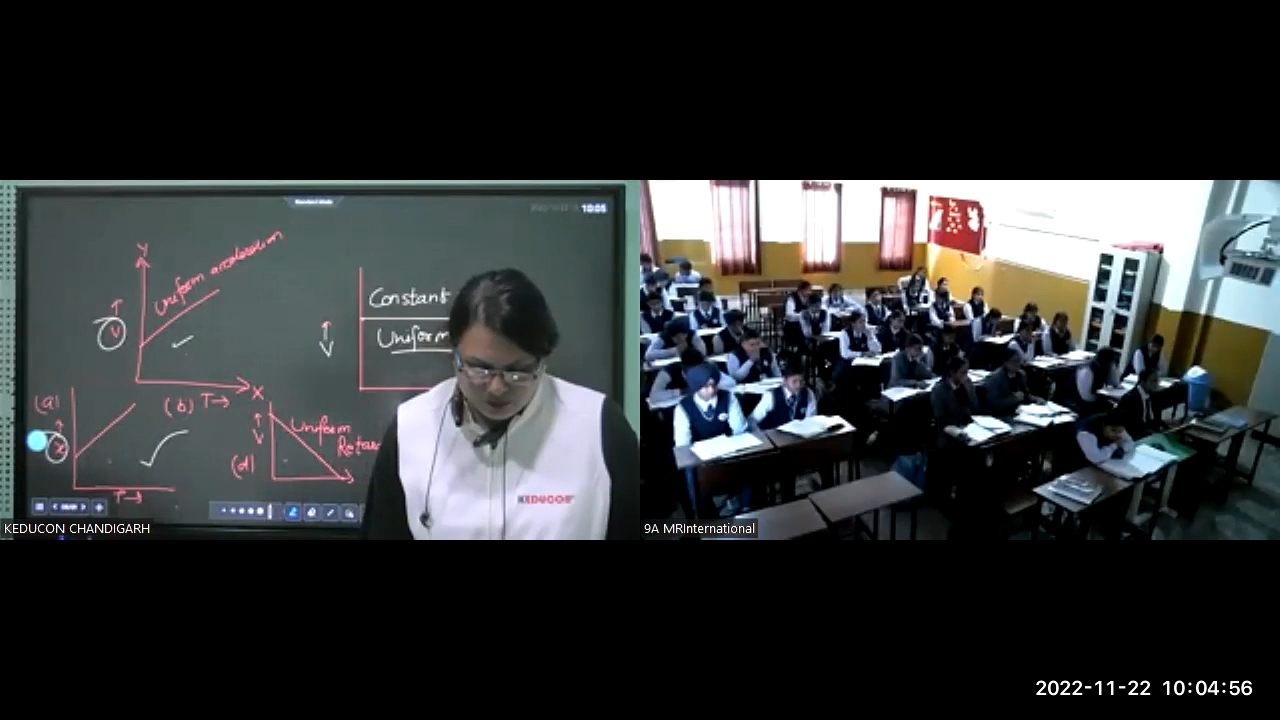 10:05
Y
Uniform acceleration
↑
v
Constant
Uniform
X
(a)
(b) T→
↑
x
↑
v
Uniform
Retar
(d)
T→
KEDUCON
KEDUCON CHANDIGARH
9A MRInternational
2022-11-22 10:04:56